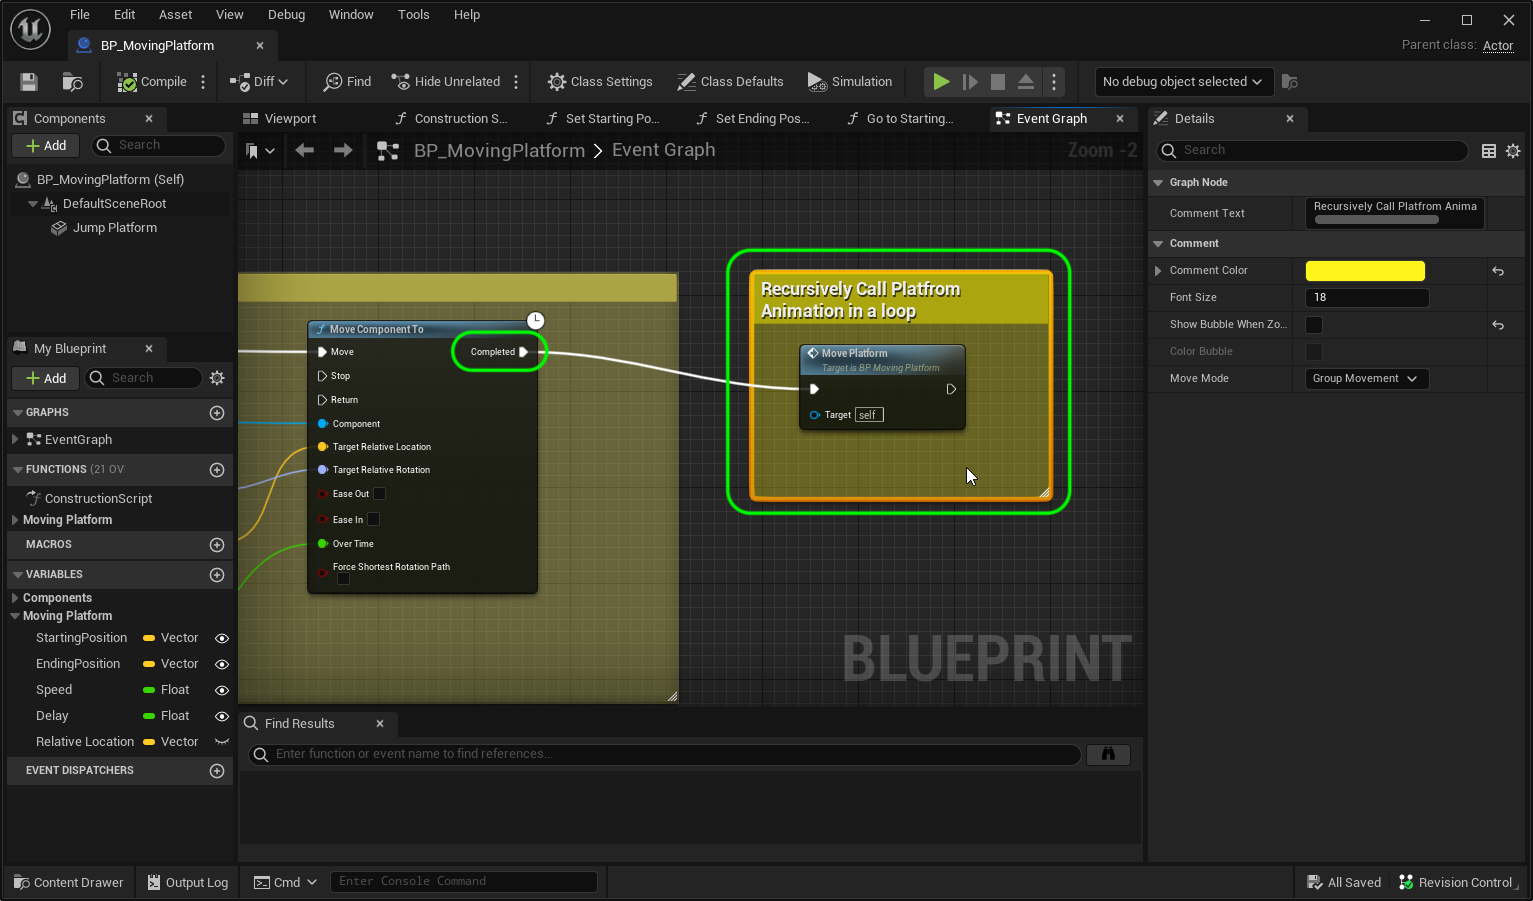 File Edit Asset View Debug Window Tools Help
BP_MovingPlatform
Parent class: Actor
Compile Diff Find Hide Unrelated Class Settings Class Defaults Simulation No debug object selected
Components
Add Search
BP_MovingPlatform (Self)
DefaultSceneRoot
Jump Platform
My Blueprint
Add Search
GRAPHS
EventGraph
FUNCTIONS (21 OV
ConstructionScript
Moving Platform
MACROS
VARIABLES
Components
Moving Platform
StartingPosition Vector
EndingPosition Vector
Speed Float
Delay Float
Relative Location Vector
EVENT DISPATCHERS
Viewport Construction S... Set Starting Po... Set Ending Pos... Go to Starting... Event Graph
BP_MovingPlatform > Event Graph Zoom -2
Move Component To
Move Completed
Stop
Return
Component
Target Relative Location
Target Relative Rotation
Ease Out
Ease In
Over Time
Force Shortest Rotation Path
Recursively Call Platfrom
Animation in a loop
Move Platform
Target is BP Moving Platform
Target self
BLUEPRINT
Find Results
Enter function or event name to find references...
Details
Search
Graph Node
Comment Text Recursively Call Platfrom Anima
Comment
Comment Color
Font Size 18
Show Bubble When Zo...
Color Bubble
Move Mode Group Movement
Content Drawer Output Log Cmd Enter Console Command All Saved Revision Control